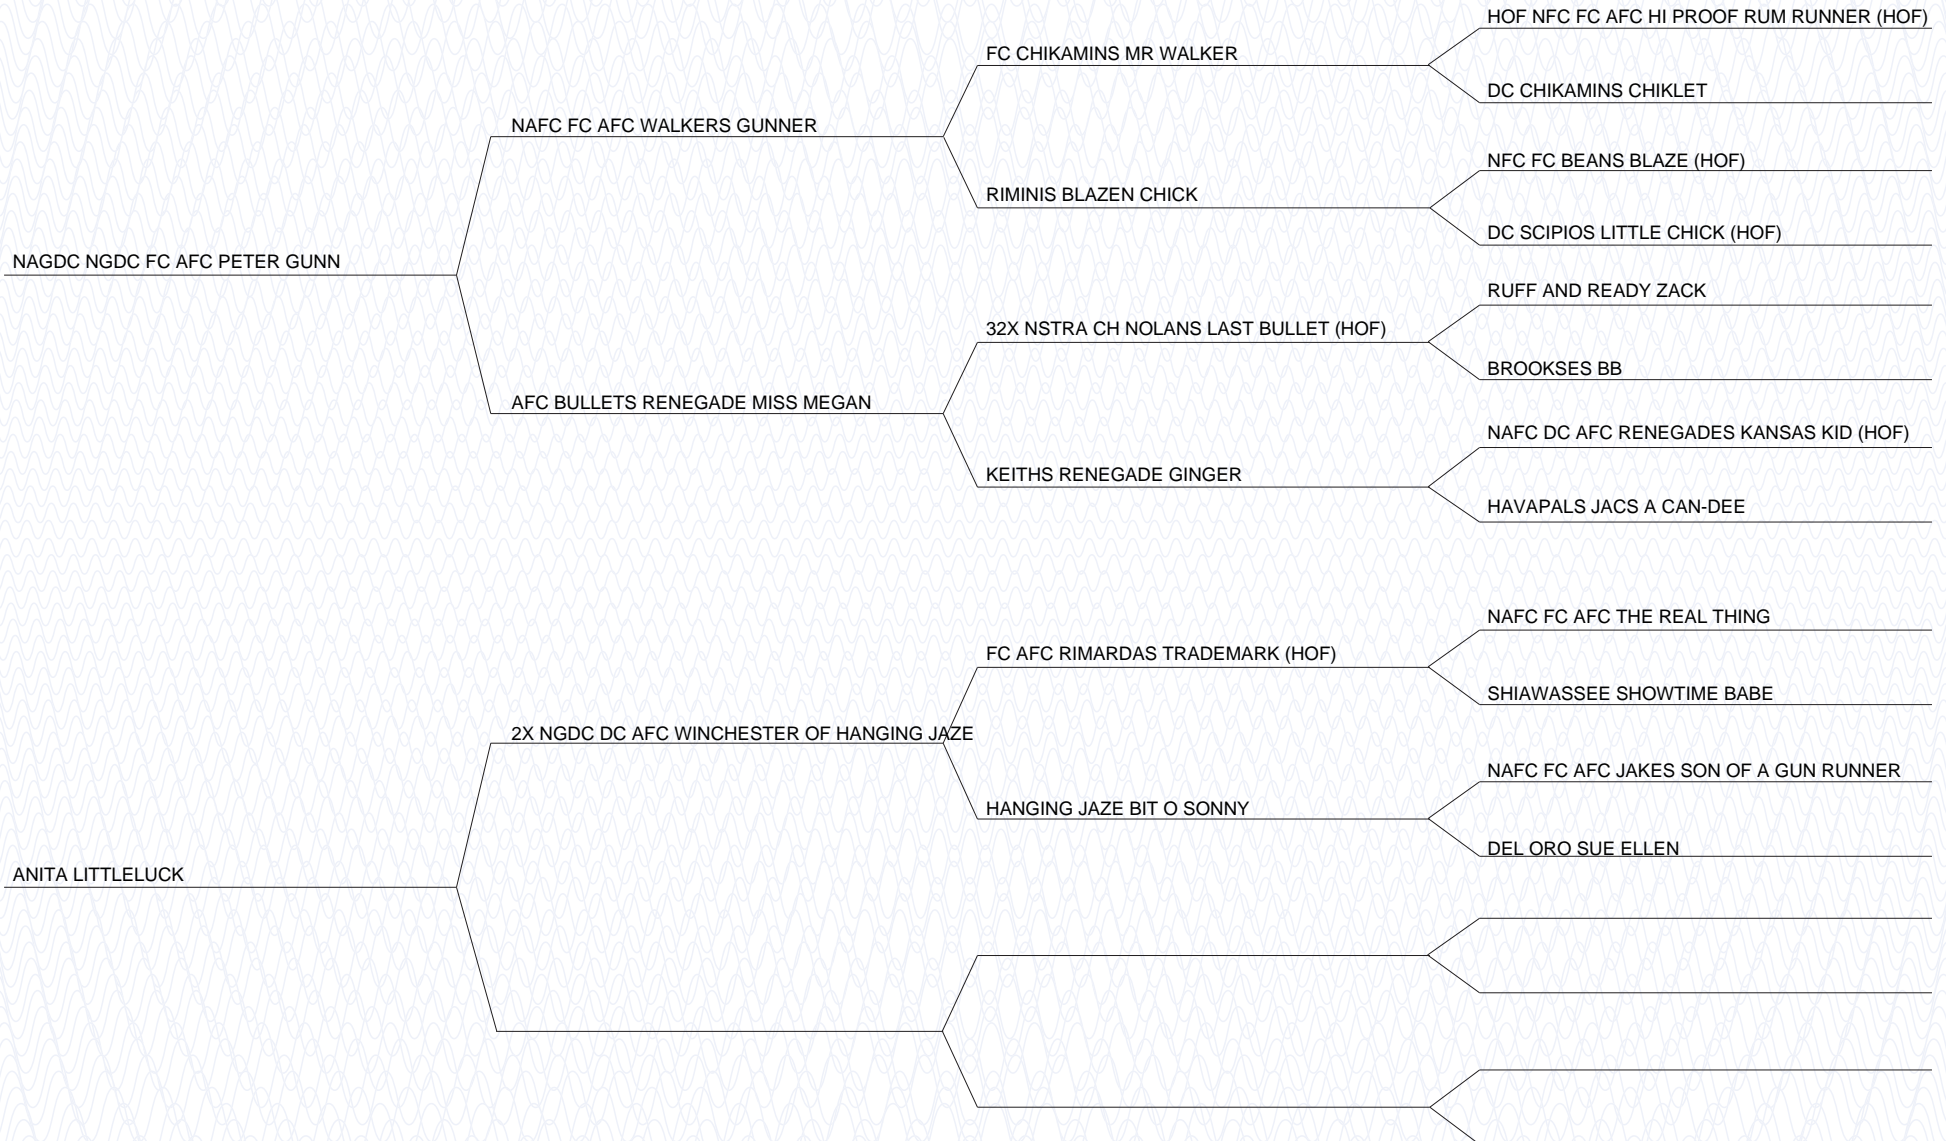 HOF NFC FC AFC HI PROOF RUM RUNNER (HOF)
FC CHIKAMINS MR WALKER
DC CHIKAMINS CHIKLET
NAFC FC AFC WALKERS GUNNER
NFC FC BEANS BLAZE (HOF)
RIMINIS BLAZEN CHICK
DC SCIPIOS LITTLE CHICK (HOF)
NAGDC NGDC FC AFC PETER GUNN
RUFF AND READY ZACK
32X NSTRA CH NOLANS LAST BULLET (HOF)
BROOKSES BB
AFC BULLETS RENEGADE MISS MEGAN
NAFC DC AFC RENEGADES KANSAS KID (HOF)
KEITHS RENEGADE GINGER
HAVAPALS JACS A CAN-DEE
NAFC FC AFC THE REAL THING
FC AFC RIMARDAS TRADEMARK (HOF)
SHIAWASSEE SHOWTIME BABE
2X NGDC DC AFC WINCHESTER OF HANGING JAZE
NAFC FC AFC JAKES SON OF A GUN RUNNER
HANGING JAZE BIT O SONNY
DEL ORO SUE ELLEN
ANITA LITTLELUCK